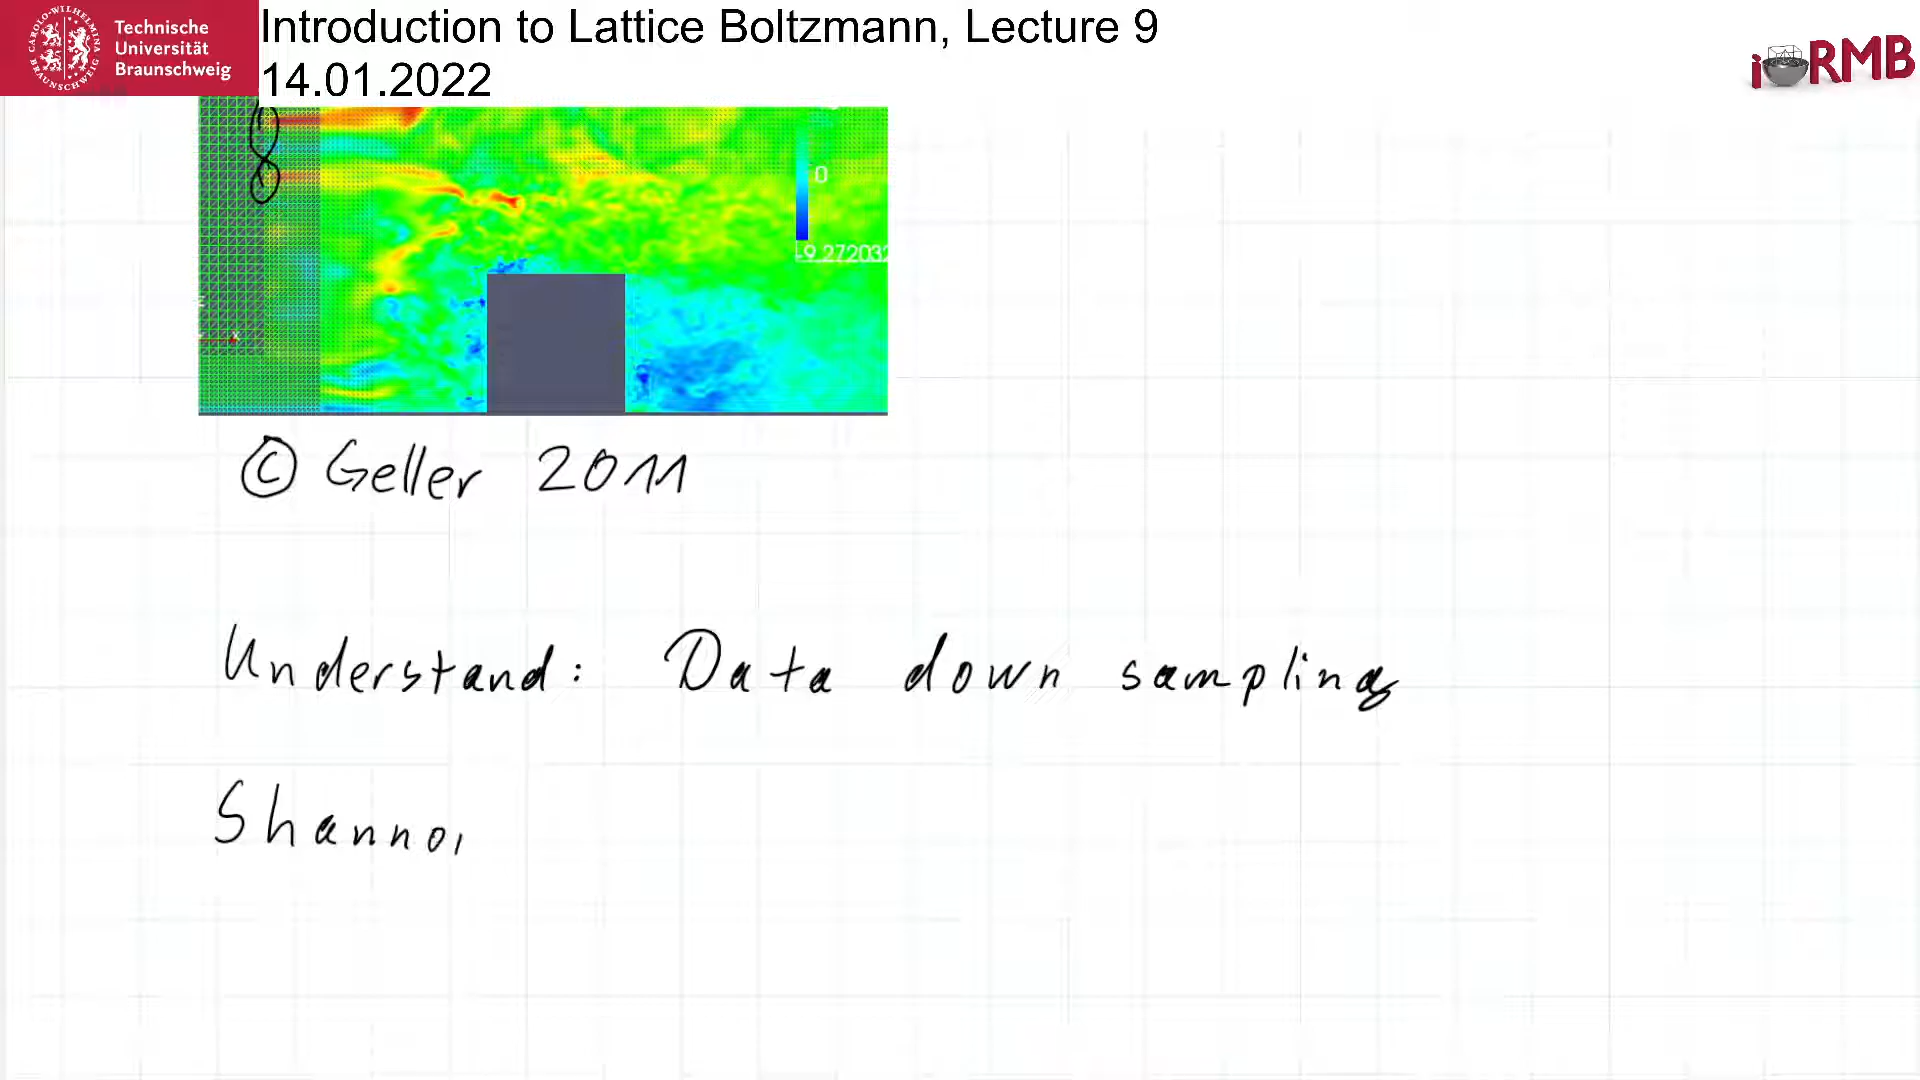 Technische
Universität
Braunschweig
Introduction to Lattice Boltzmann, Lecture 9
14.01.2022
iRMB
0
-9.272032
© Geller 2011
Understand: Data down sampling
Shanno